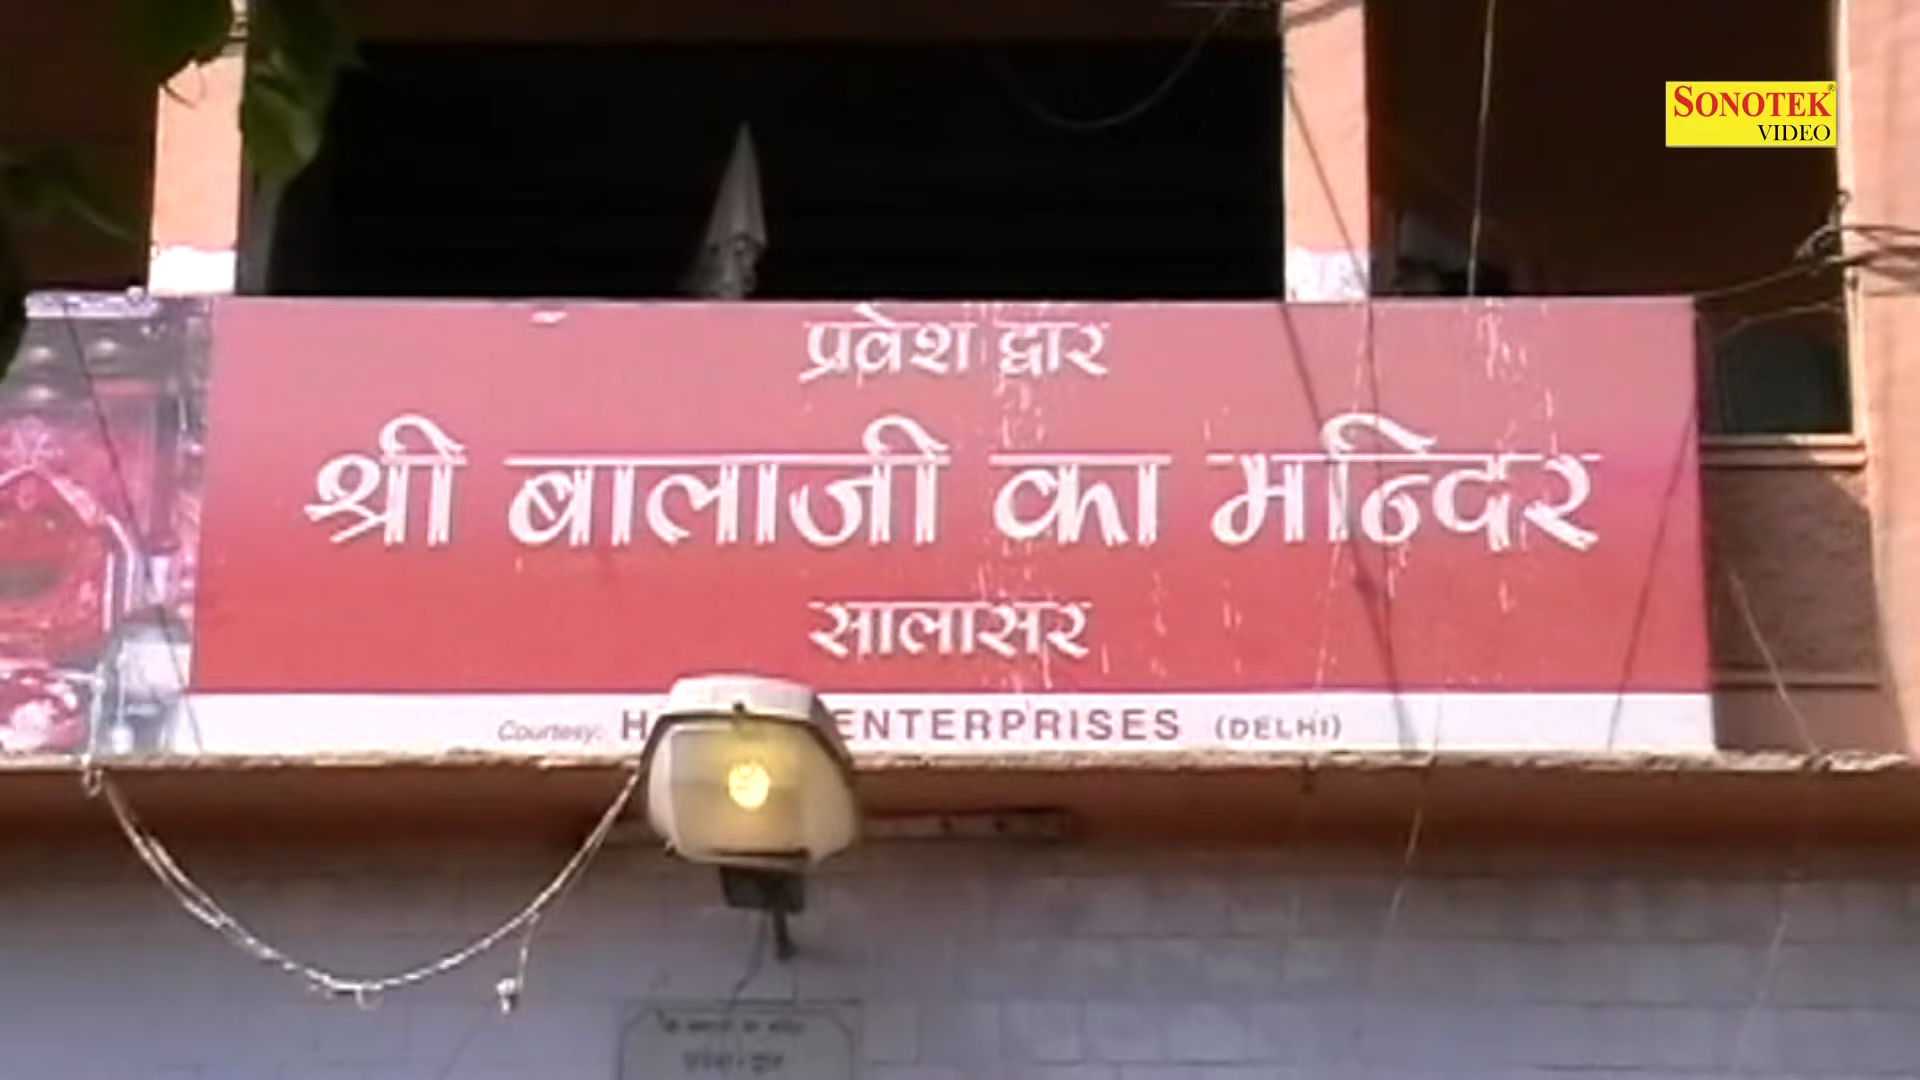 SONOTEK
VIDEO
प्रवेश द्वार
श्री बालाजी का मन्दिर
सालासर
Courtesy: ENTERPRISES (DELHI)